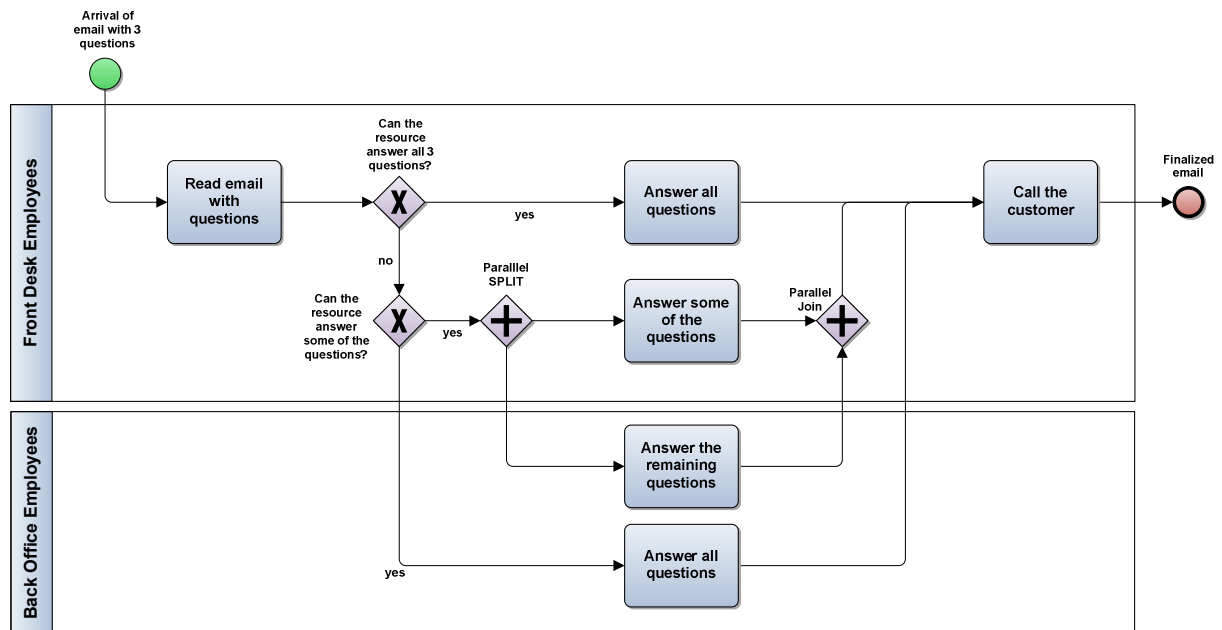 Arrival of
email with 3
questions
Front Desk Employees
Read email
with
questions
Can the
resource
answer all 3
questions?
yes
Answer all
questions
Call the
customer
Finalized
email
no
Can the
resource
answer
some of the
questions?
yes
Paralllel
SPLIT
Answer some
of the
questions
Parallel
Join
Back Office Employees
Answer the
remaining
questions
yes
Answer all
questions